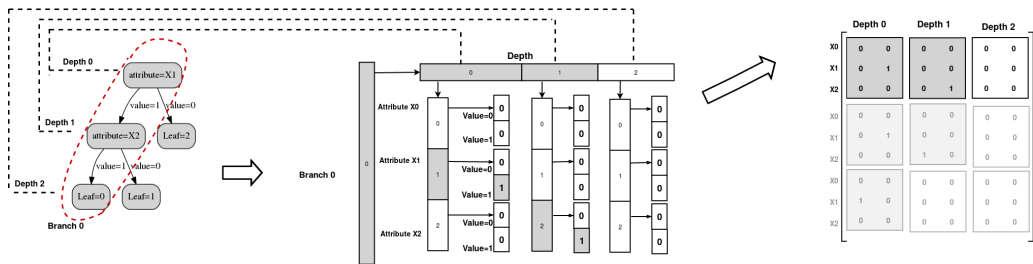 Depth 0
attribute=X1
value=1 value=0
Depth 1
attribute=X2
Leaf=2
value=1 value=0
Depth 2
Leaf=0
Leaf=1
Branch 0
Depth
0 1 2
0
Branch 0
Attribute X0
0
Value=0
Value=1
0
0
0
0
0
0
0
0
Attribute X1
1
Value=0
Value=1
0
1
1
0
0
1
0
0
Attribute X2
2
Value=0
Value=1
0
0
2
0
1
2
0
0
Depth 0 Depth 1 Depth 2
X0 0 0 0 0 0 0
X1 0 1 0 0 0 0
X2 0 0 0 1 0 0
X0 0 0 0 0 0 0
X1 0 1 0 0 0 0
X2 0 0 1 0 0 0
X0 0 0 0 0 0 0
X1 1 0 0 0 0 0
X2 0 0 0 0 0 0